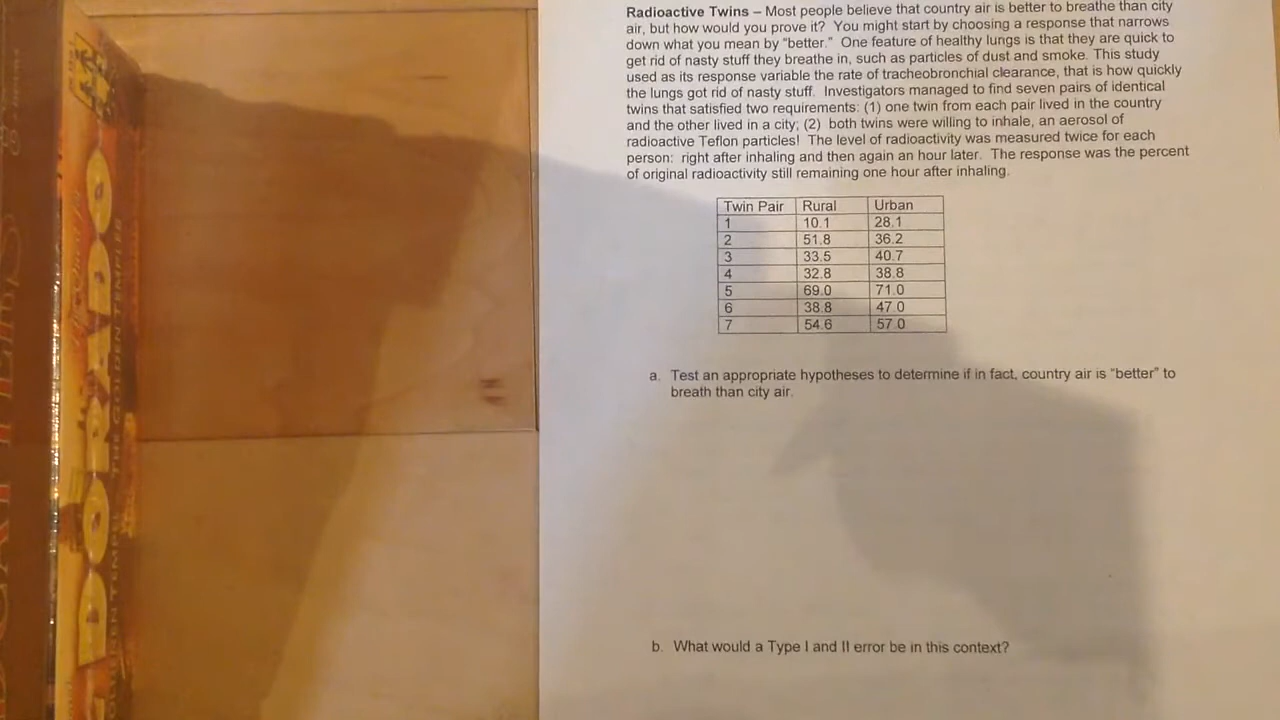 Radioactive Twins – Most people believe that country air is better to breathe than city
air, but how would you prove it? You might start by choosing a response that narrows
down what you mean by “better.” One feature of healthy lungs is that they are quick to
get rid of nasty stuff they breathe in, such as particles of dust and smoke. This study
used as its response variable the rate of tracheobronchial clearance, that is how quickly
the lungs got rid of nasty stuff. Investigators managed to find seven pairs of identical
twins that satisfied two requirements: (1) one twin from each pair lived in the country
and the other lived in a city; (2) both twins were willing to inhale, an aerosol of
radioactive Teflon particles! The level of radioactivity was measured twice for each
person: right after inhaling and then again an hour later. The response was the percent
of original radioactivity still remaining one hour after inhaling.
Twin Pair Rural Urban
1 10.1 28.1
2 51.8 36.2
3 33.5 40.7
4 32.8 38.8
5 69.0 71.0
6 38.8 47.0
7 54.6 57.0
a. Test an appropriate hypotheses to determine if in fact, country air is “better” to
breath than city air.
b. What would a Type I and II error be in this context?
DORADO
THE GOLDEN TEMPLE